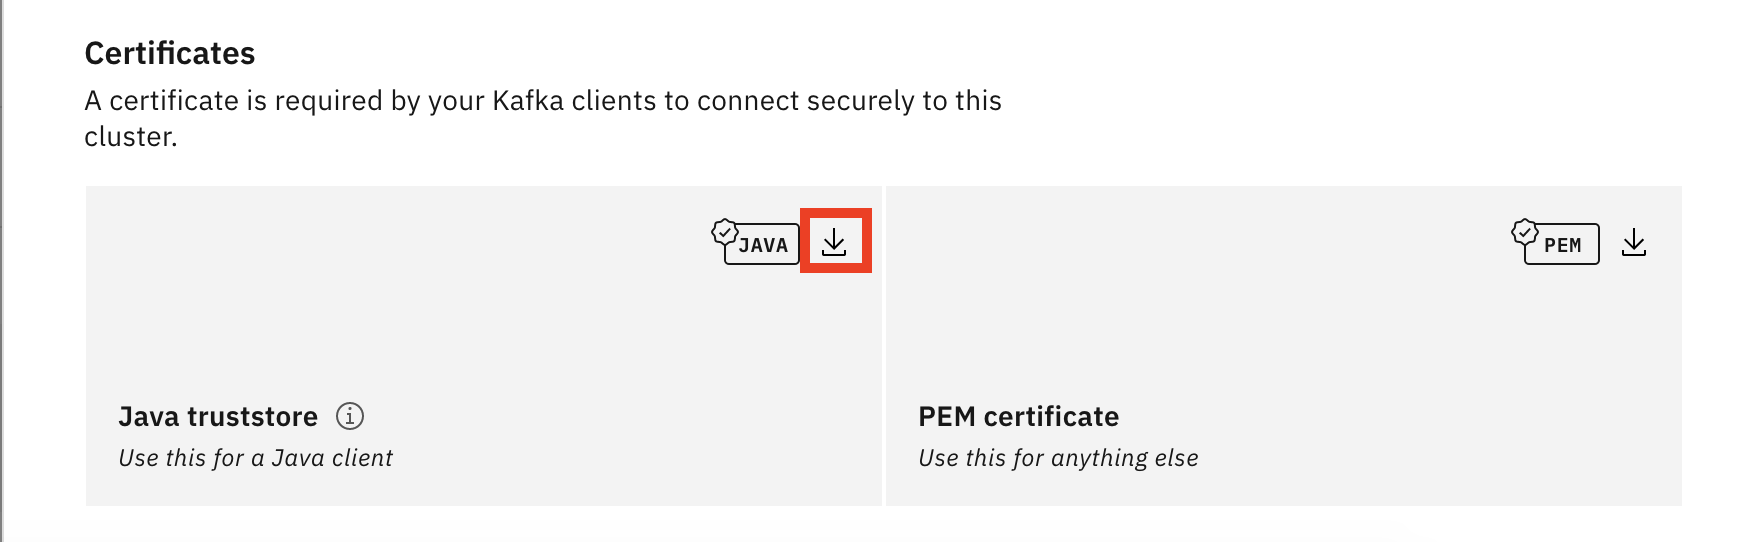 Certificates
A certificate is required by your Kafka clients to connect securely to this
cluster.
JAVA
Java truststore
Use this for a Java client
PEM
PEM certificate
Use this for anything else